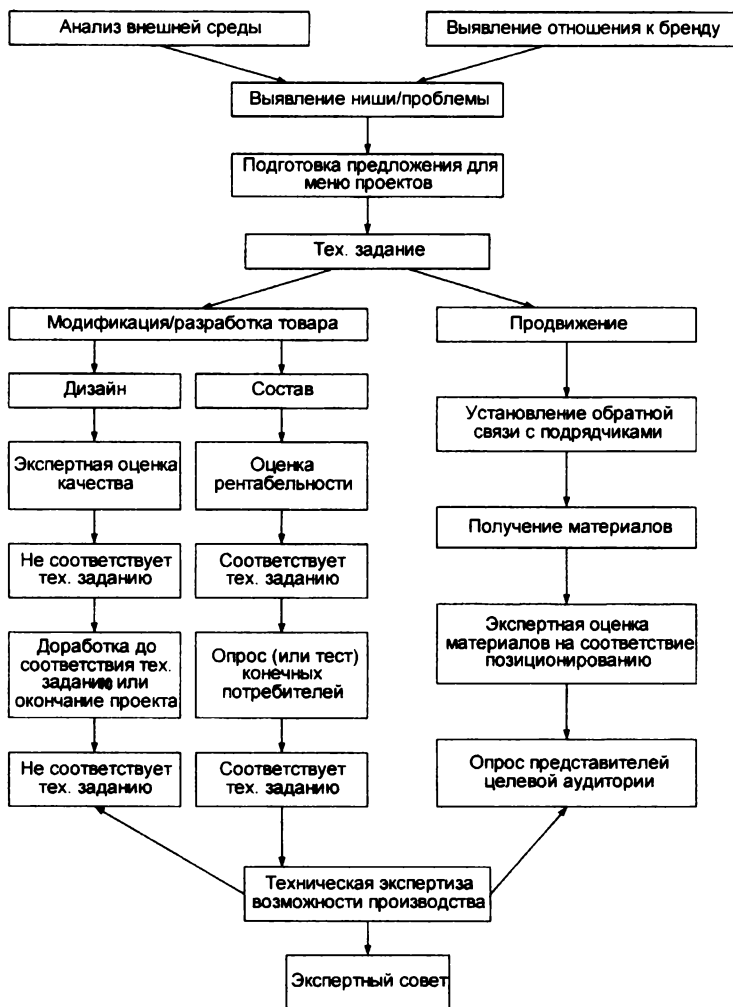 Анализ внешней среды
Выявление отношения к бренду
Выявление ниши/проблемы
Подготовка предложения для
меню проектов
Тех. задание
Модификация/разработка товара
Продвижение
Дизайн
Состав
Установление обратной
связи с подрядчиками
Экспертная оценка
качества
Оценка
рентабельности
Получение материалов
Не соответствует
тех. заданию
Соответствует
тех. заданию
Экспертная оценка
материалов на соответствие
позиционированию
Доработка до
соответствия тех.
заданию или
окончание проекта
Опрос (или тест)
конечных
потребителей
Опрос представителей
целевой аудитории
Не соответствует
тех. заданию
Соответствует
тех. заданию
Техническая экспертиза
возможности производства
Экспертный совет